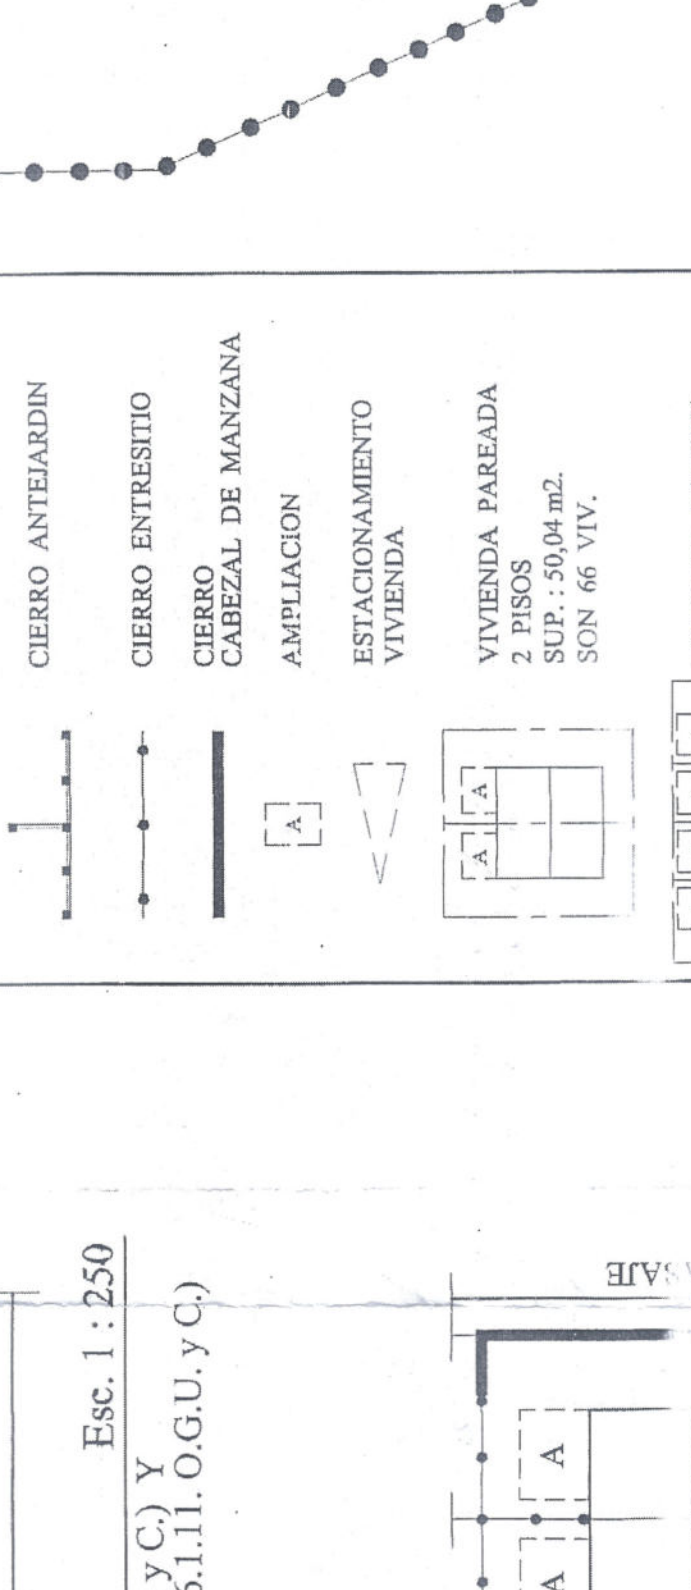 CIERRO ANTEJARDIN
CIERRO ENTRESITIO
CIERRO
CABEZAL DE MANZANA
A
AMPLIACION
ESTACIONAMIENTO
VIVIENDA
A A
VIVIENDA PAREADA
2 PISOS
SUP. : 50,04 m2.
SON 66 VIV.
Esc. 1 : 250
y C.) Y
6.1.11. O.G.U. y C.)
A
A